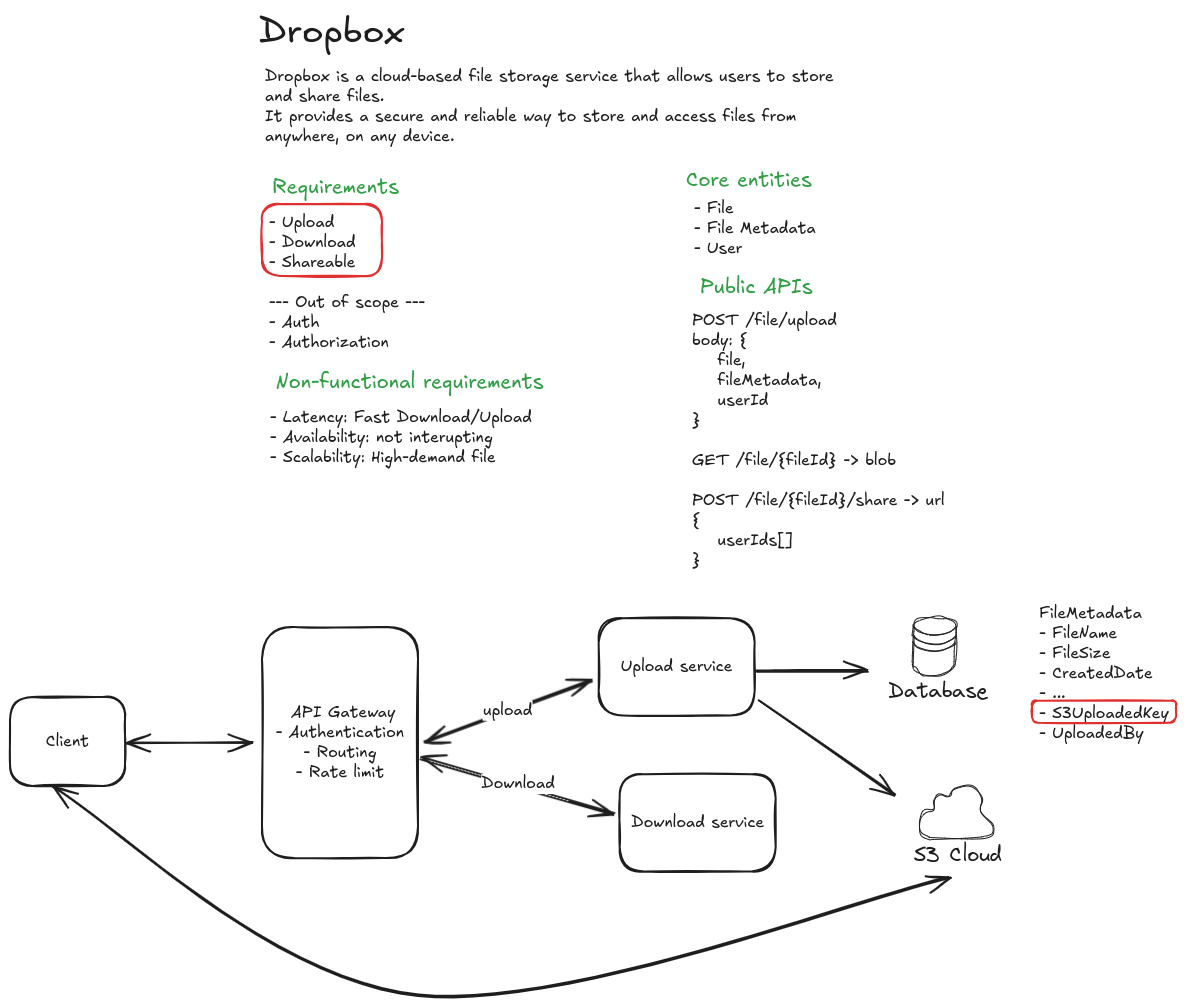 Dropbox
Dropbox is a cloud-based file storage service that allows users to store
and share files.
It provides a secure and reliable way to store and access files from
anywhere, on any device.
Requirements
- Upload
- Download
- Shareable
--- Out of scope ---
- Auth
- Authorization
Non-functional requirements
- Latency: Fast Download/Upload
- Availability: not interupting
- Scalability: High-demand file
Core entities
- File
- File Metadata
- User
Public APIs
POST /file/upload
body: {
file,
fileMetadata,
userId
}
GET /file/{fileId} -> blob
POST /file/{fileId}/share -> url
{
userIds[]
}
Client
API Gateway
- Authentication
- Routing
- Rate limit
upload
Download
Upload service
Download service
Database
S3 Cloud
FileMetadata
- FileName
- FileSize
- CreatedDate
- ...
- S3UploadedKey
- UploadedBy